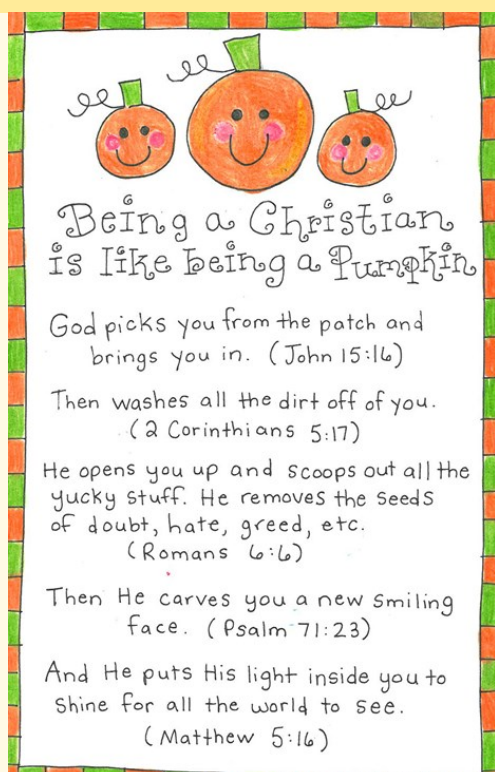 Being a Christian
is like being a Pumpkin
God picks you from the patch and
brings you in. (John 15:16)
Then washes all the dirt off of you.
(2 Corinthians 5:17)
He opens you up and scoops out all the
yucky stuff. He removes the seeds
of doubt, hate, greed, etc.
(Romans 6:6)
Then He carves you a new smiling
face. (Psalm 71:23)
And He puts His light inside you to
shine for all the world to see.
(Matthew 5:16)